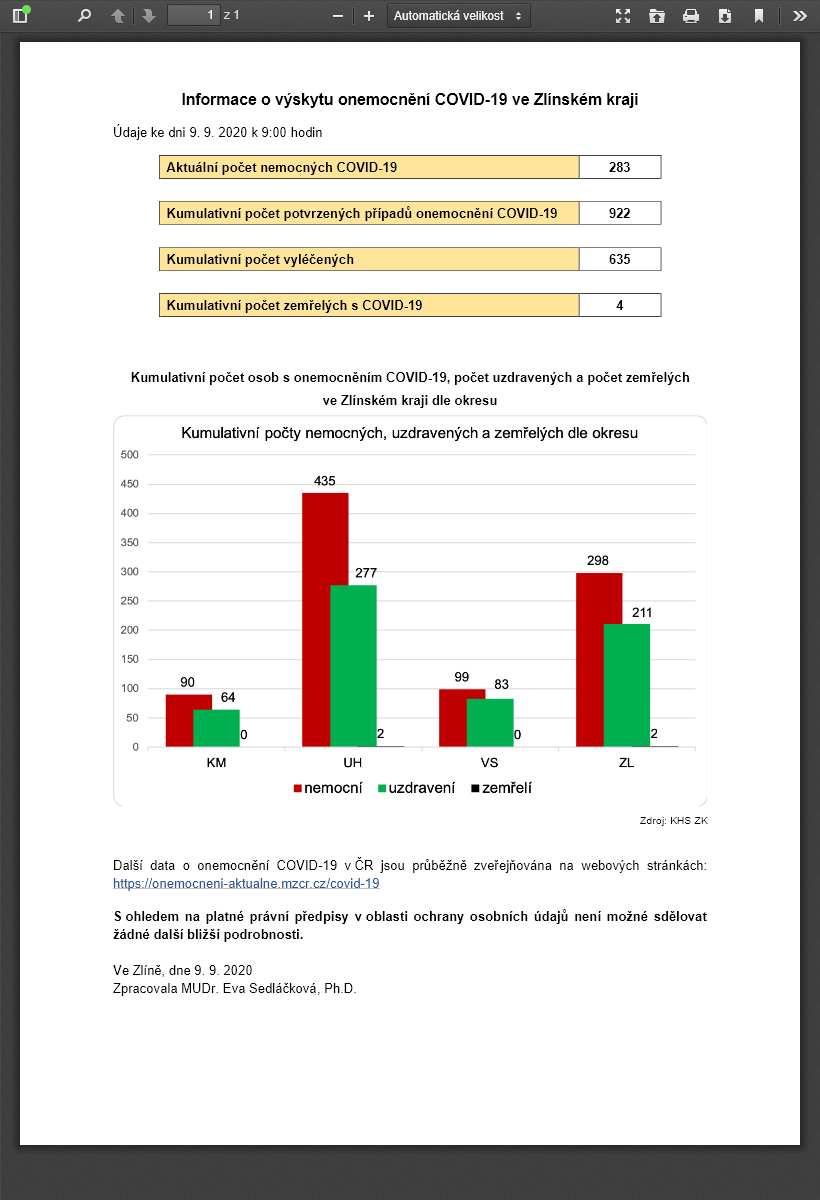 1 z 1
Automatická velikost
Informace o výskytu onemocnění COVID-19 ve Zlínském kraji
Údaje ke dni 9. 9. 2020 k 9:00 hodin
Aktuální počet nemocných COVID-19 283
Kumulativní počet potvrzených případů onemocnění COVID-19 922
Kumulativní počet vyléčených 635
Kumulativní počet zemřelých s COVID-19 4
Kumulativní počet osob s onemocněním COVID-19, počet uzdravených a počet zemřelých
ve Zlínském kraji dle okresu
Kumulativní počty nemocných, uzdravených a zemřelých dle okresu
500
450
400
350
300
250
200
150
100
50
0
90 64 0
435 277 2
99 83 0
298 211 2
KM UH VS ZL
nemocní uzdravení zemřelí
Zdroj: KHS ZK
Další data o onemocnění COVID-19 v ČR jsou průběžně zveřejňována na webových stránkách:
https://onemocneni-aktualne.mzcr.cz/covid-19
S ohledem na platné právní předpisy v oblasti ochrany osobních údajů není možné sdělovat
žádné další bližší podrobnosti.
Ve Zlíně, dne 9. 9. 2020
Zpracovala MUDr. Eva Sedláčková, Ph.D.